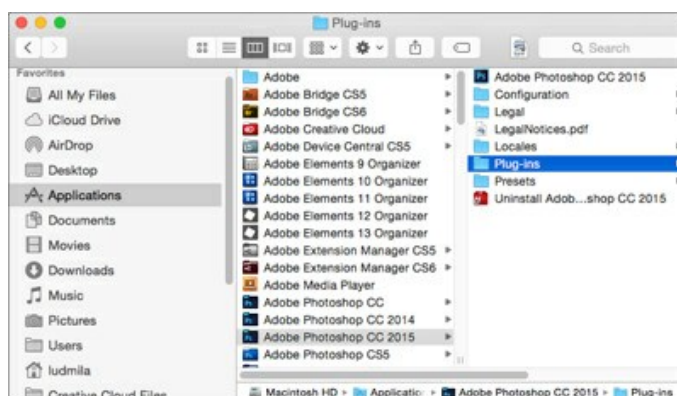 Plug-ins
Search
Favorites
All My Files
iCloud Drive
AirDrop
Desktop
Applications
Documents
Movies
Downloads
Music
Pictures
Users
ludmila
Creative Cloud Files
Adobe
Adobe Bridge CS5
Adobe Bridge CS6
Adobe Creative Cloud
Adobe Device Central CS5
Adobe Elements 9 Organizer
Adobe Elements 10 Organizer
Adobe Elements 11 Organizer
Adobe Elements 12 Organizer
Adobe Elements 13 Organizer
Adobe Extension Manager CS5
Adobe Extension Manager CS6
Adobe Media Player
Adobe Photoshop CC
Adobe Photoshop CC 2014
Adobe Photoshop CC 2015
Adobe Photoshop CS5
Adobe Photoshop CC 2015
Configuration
Legal
LegalNotices.pdf
Locales
Plug-ins
Presets
Uninstall Adob...shop CC 2015
Macintosh HD ▸ Applicatio ▸ Adobe Photoshop CC 2015 ▸ Plug-ins